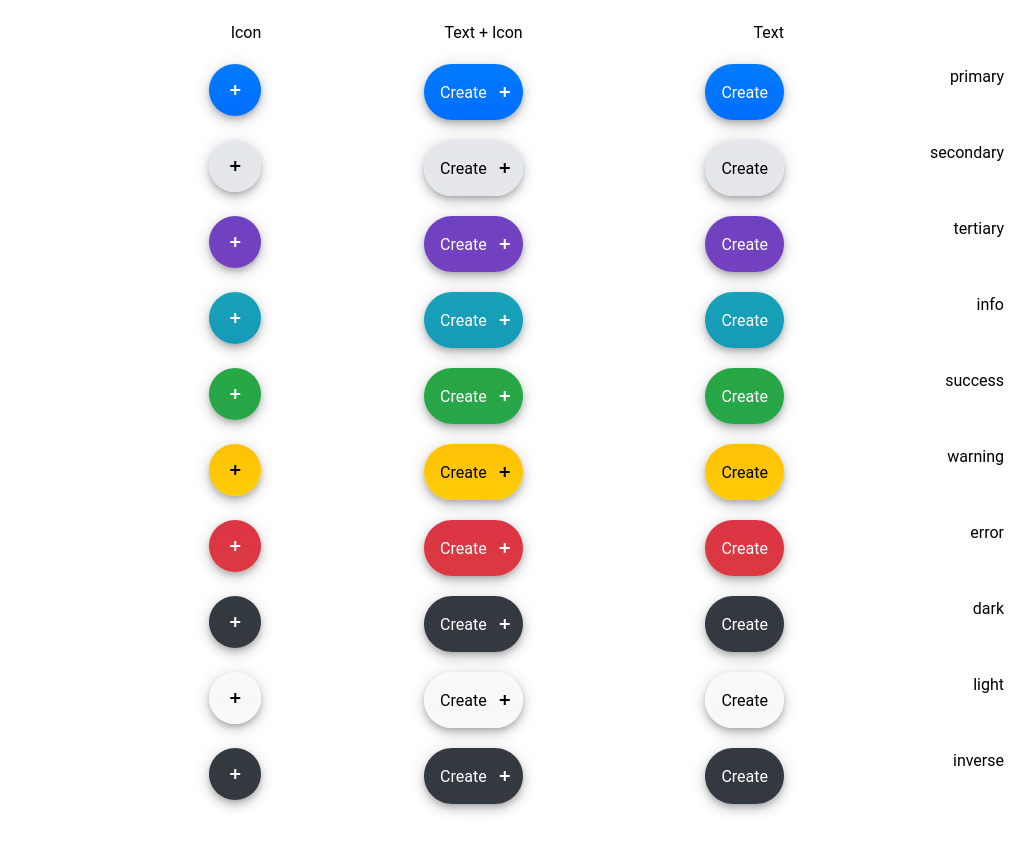 Icon Text + Icon Text
+ Create + Create primary
+ Create + Create secondary
+ Create + Create tertiary
+ Create + Create info
+ Create + Create success
+ Create + Create warning
+ Create + Create error
+ Create + Create dark
+ Create + Create light
+ Create + Create inverse